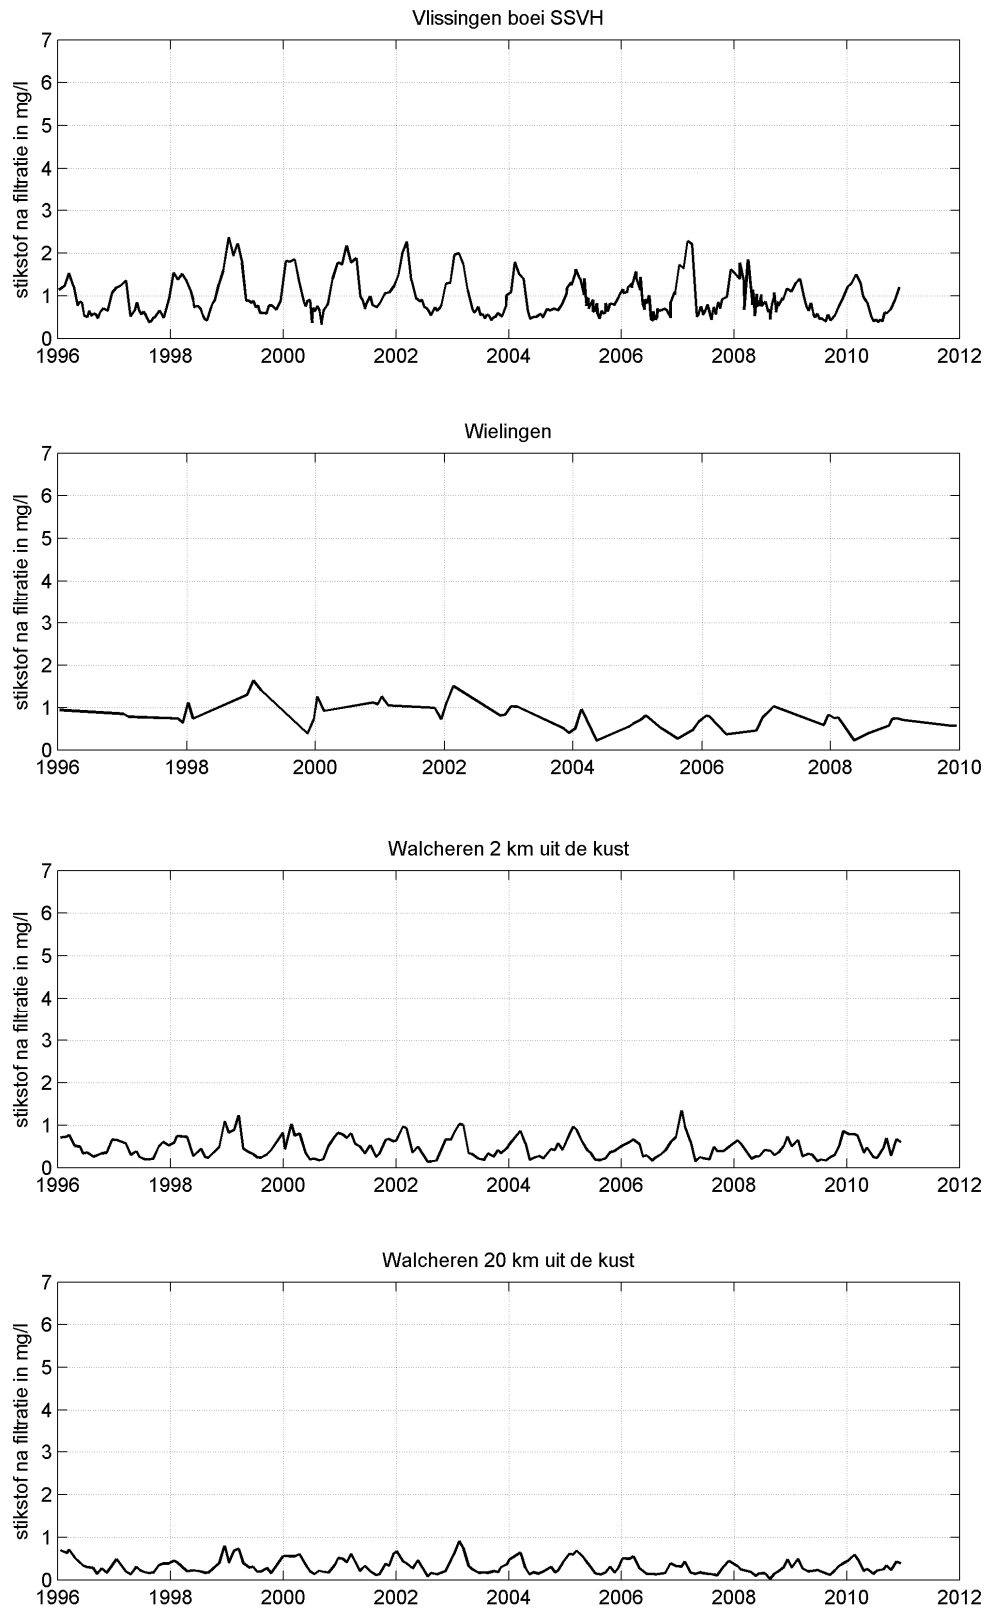 Vlissingen boei SSVH
stikstof na filtratie in mg/l
7
6
5
4
3
2
1
0
1996 1998 2000 2002 2004 2006 2008 2010 2012
Wielingen
stikstof na filtratie in mg/l
7
6
5
4
3
2
1
0
1996 1998 2000 2002 2004 2006 2008 2010
Walcheren 2 km uit de kust
stikstof na filtratie in mg/l
7
6
5
4
3
2
1
0
1996 1998 2000 2002 2004 2006 2008 2010 2012
Walcheren 20 km uit de kust
stikstof na filtratie in mg/l
7
6
5
4
3
2
1
0
1996 1998 2000 2002 2004 2006 2008 2010 2012